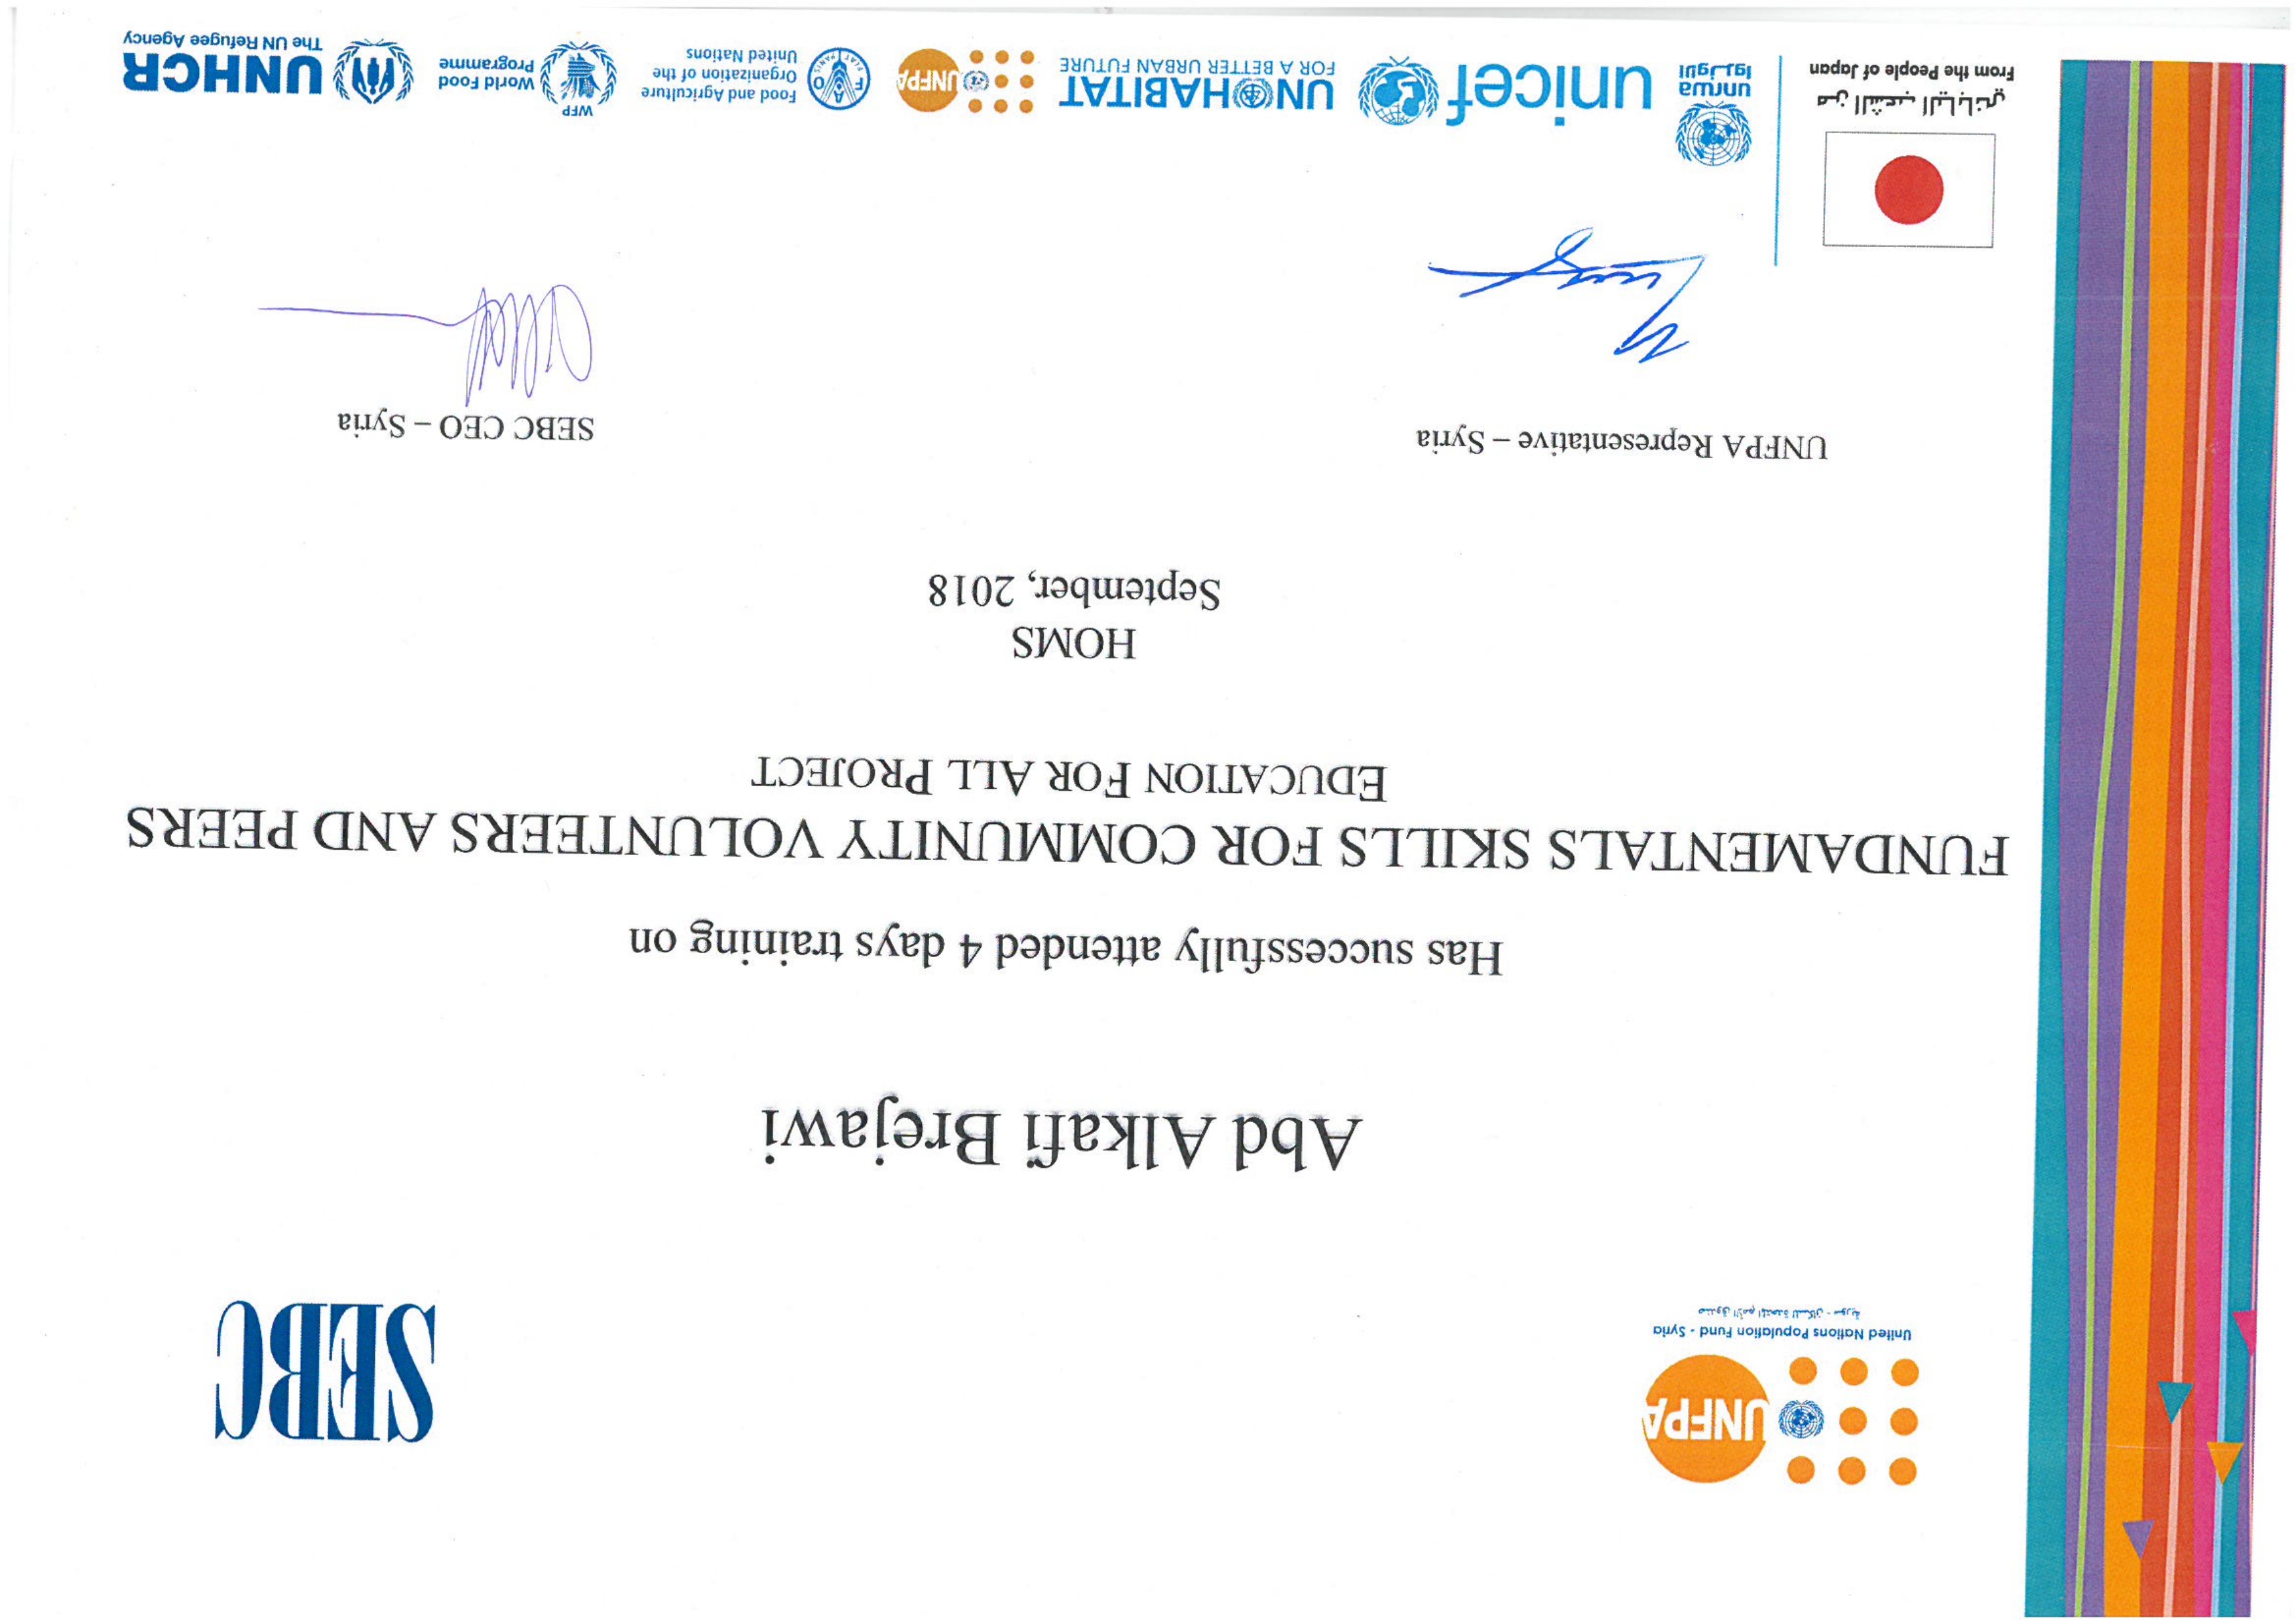 UNFPA
United Nations Population Fund - Syria
صندوق الأمم المتحدة للسكان - سورية
SEBC
Abd Alkafi Brejawi
Has successfully attended 4 days training on
FUNDAMENTALS SKILLS FOR COMMUNITY VOLUNTEERS AND PEERS
EDUCATION FOR ALL PROJECT
HOMS
September, 2018
UNFPA Representative – Syria
SEBC CEO – Syria
من الشعب الياباني
From the People of Japan
unrwa
الأونروا
unicef
UN HABITAT
FOR A BETTER URBAN FUTURE
UNFPA
F A O
FIAT PANIS
Food and Agriculture
Organization of the
United Nations
WFP
World Food
Programme
UNHCR
The UN Refugee Agency